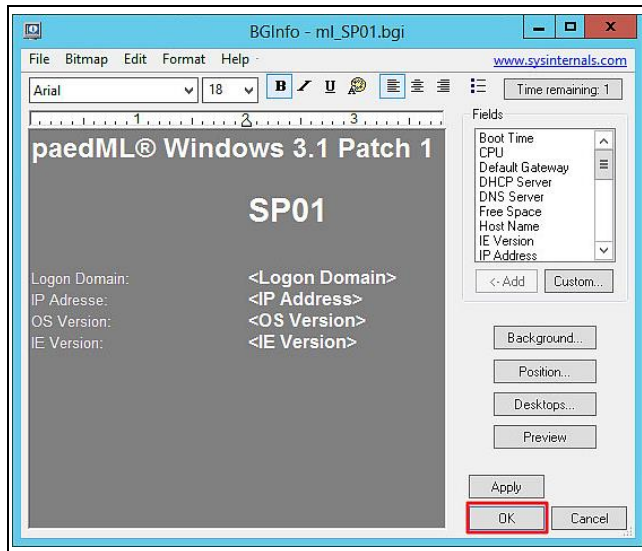 BGInfo - ml_SP01.bgi
File Bitmap Edit Format Help
www.sysinternals.com
Arial 18 B I U
Time remaining: 1
1 2 3
Fields
Boot Time
CPU
Default Gateway
DHCP Server
DNS Server
Free Space
Host Name
IE Version
IP Address
<- Add Custom...
paedML® Windows 3.1 Patch 1
SP01
Logon Domain: <Logon Domain>
IP Adresse: <IP Address>
OS Version: <OS Version>
IE Version: <IE Version>
Background...
Position...
Desktops...
Preview
Apply
OK Cancel